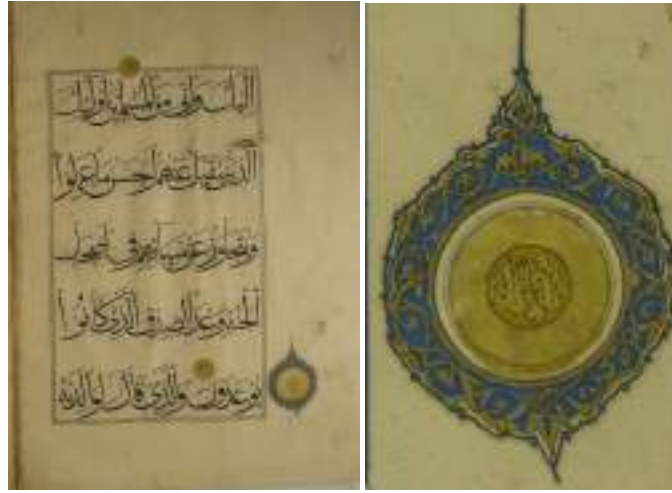 اليك واني من المسلمين اولئك
الذين نتقبل عنهم احسن ما عملوا
ونتجاوز عن سياتهم في اصحاب
الجنة وعد الصدق الذي كانوا
يوعدون والذي قال لوالديه